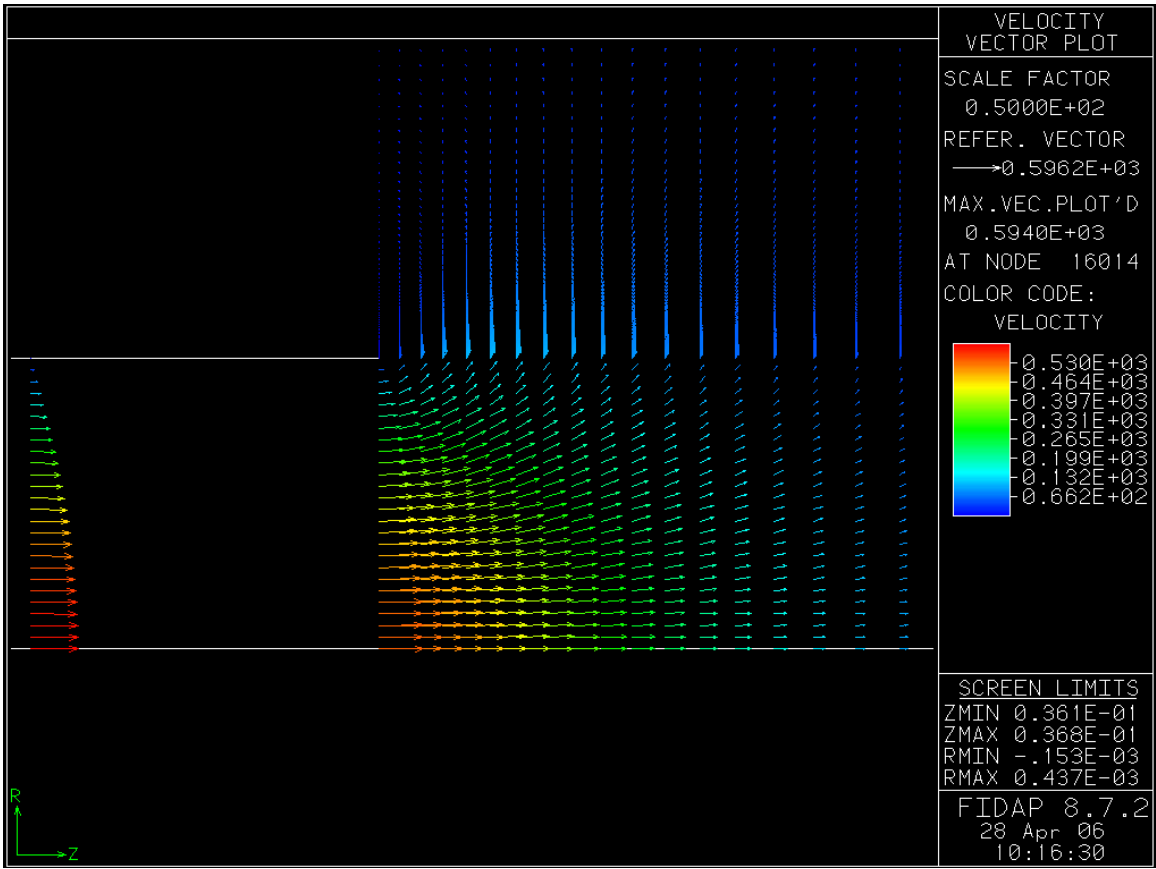 VELOCITY
VECTOR PLOT
SCALE FACTOR
0.5000E+02
REFER. VECTOR
0.5962E+03
MAX.VEC.PLOT'D
0.5940E+03
AT NODE 16014
COLOR CODE:
VELOCITY
0.530E+03
0.464E+03
0.397E+03
0.331E+03
0.265E+03
0.199E+03
0.132E+03
0.662E+02
SCREEN LIMITS
ZMIN 0.361E-01
ZMAX 0.368E-01
RMIN -.153E-03
RMAX 0.437E-03
FIDAP 8.7.2
28 Apr 06
10:16:30
R
Z